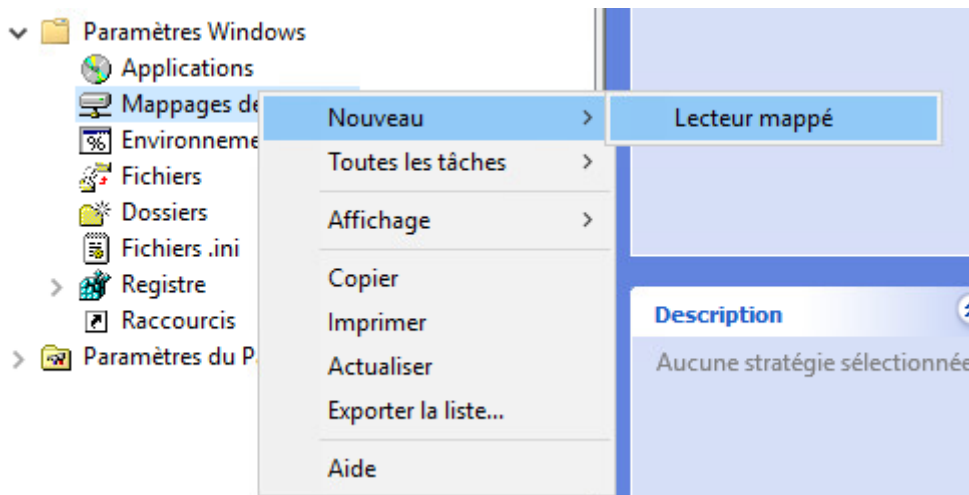 Paramètres Windows
Applications
Mappages de
Environneme
Fichiers
Dossiers
Fichiers .ini
Registre
Raccourcis
Paramètres du P
Nouveau
Toutes les tâches
Affichage
Copier
Imprimer
Actualiser
Exporter la liste...
Aide
Lecteur mappé
Description
Aucune stratégie sélectionnée